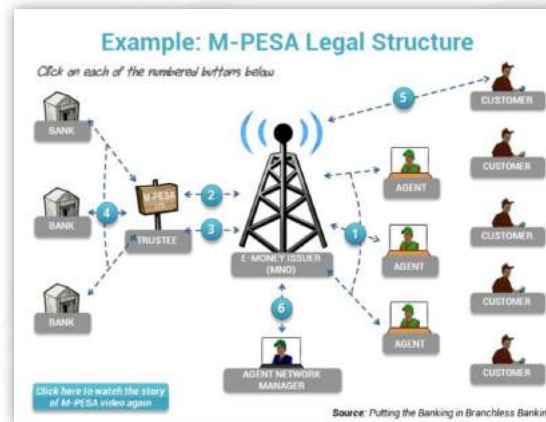 Example: M-PESA Legal Structure
Click on each of the numbered buttons below
5
CUSTOMER
BANK
CUSTOMER
AGENT
M-PESA
2
BANK
4
3
1
CUSTOMER
TRUSTEE
E-MONEY ISSUER
(MNO)
AGENT
CUSTOMER
6
BANK
AGENT
AGENT NETWORK
MANAGER
CUSTOMER
Click here to watch the story
of M-PESA video again
Source: Putting the Banking in Branchless Bankin